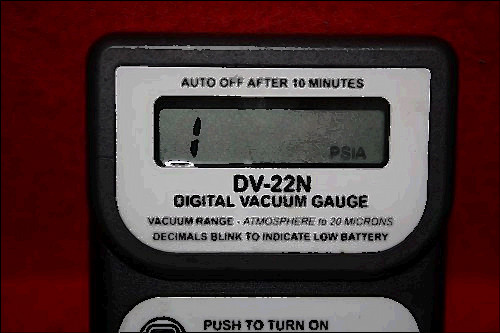 AUTO OFF AFTER 10 MINUTES
1
PSIA
DV-22N
DIGITAL VACUUM GAUGE
VACUUM RANGE - ATMOSPHERE to 20 MICRONS
DECIMALS BLINK TO INDICATE LOW BATTERY
PUSH TO TURN ON